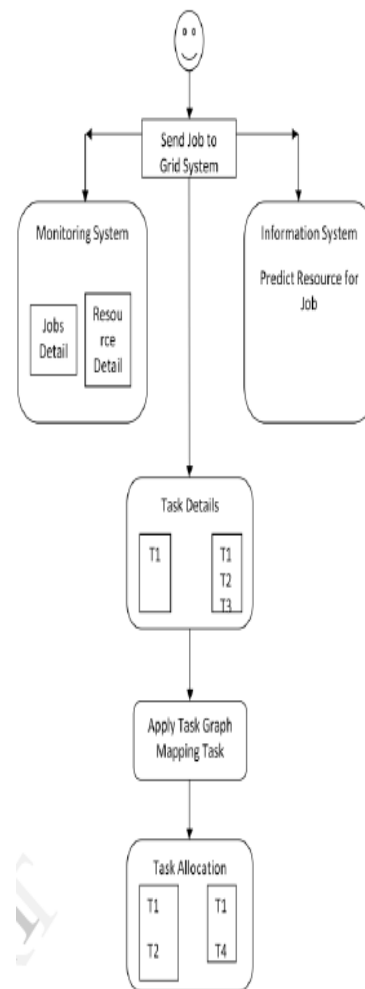 Send Job to
Grid System
Monitoring System
Jobs
Detail
Resou
rce
Detail
Information System
Predict Resource for
Job
Task Details
T1
T1
T2
T3
Apply Task Graph
Mapping Task
Task Allocation
T1
T2
T1
T4